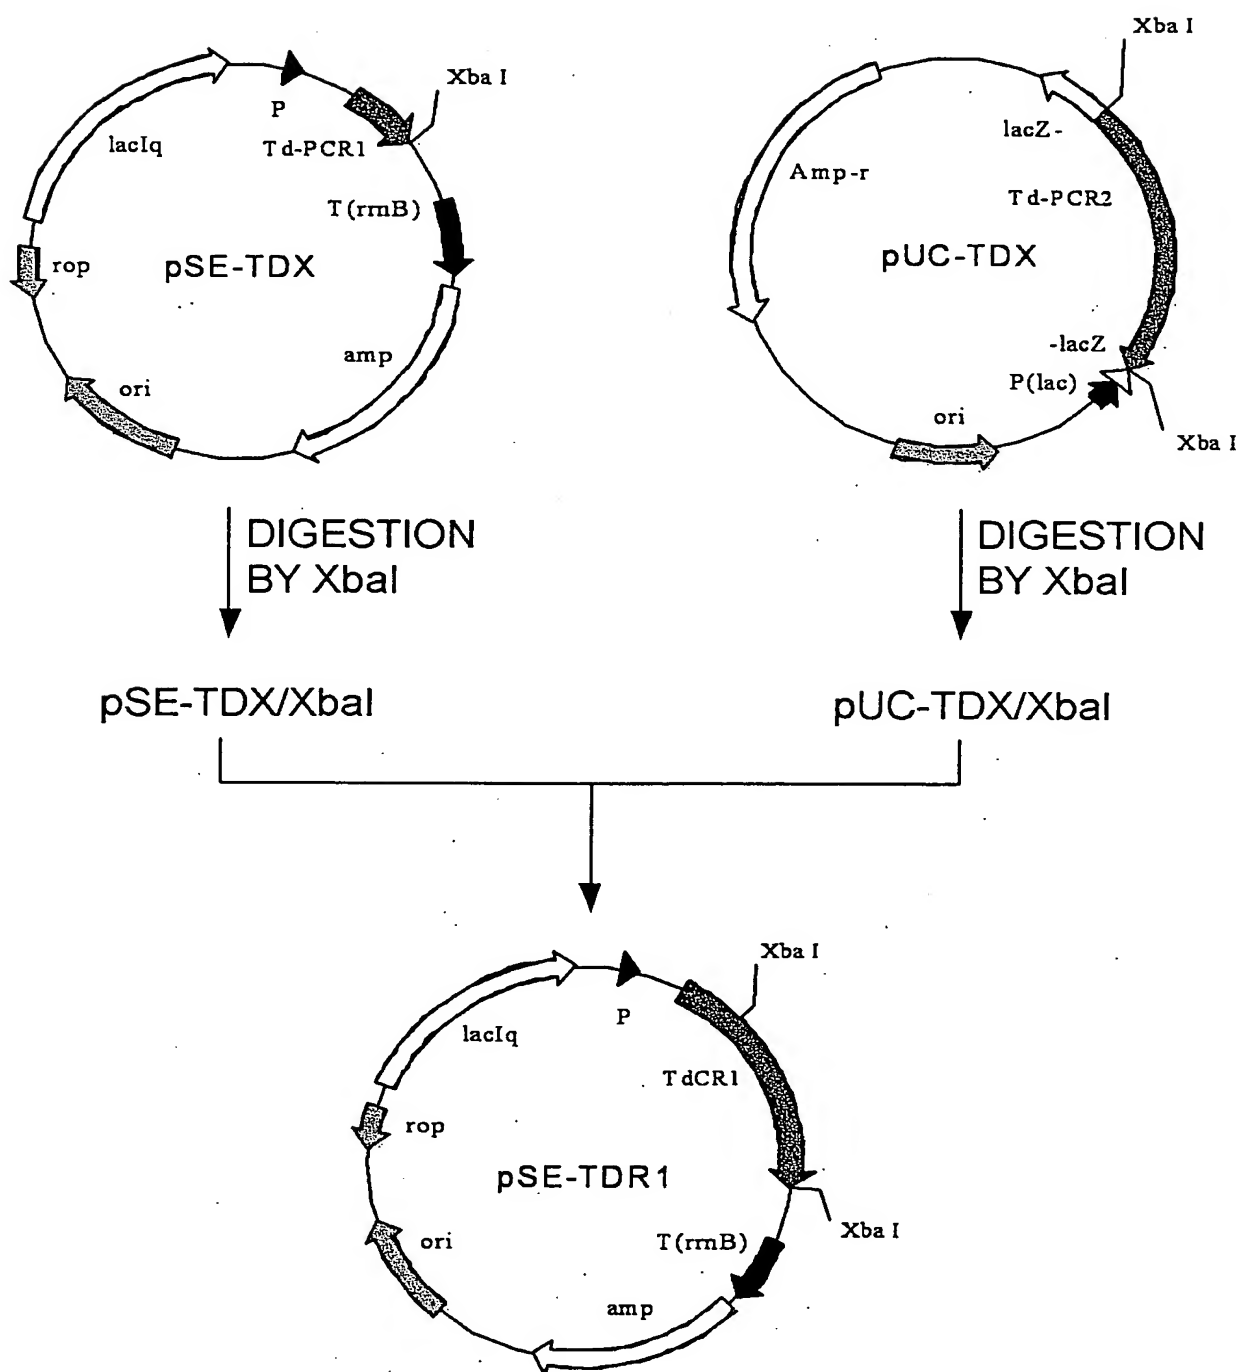 Xba I
P
lacIq
Td-PCR1
T(rrnB)
rop
pSE-TDX
amp
ori
Xba I
lacZ-
Amp-r
Td-PCR2
pUC-TDX
-lacZ
P(lac)
ori
Xba I
DIGESTION
BY XbaI
DIGESTION
BY XbaI
pSE-TDX/XbaI
pUC-TDX/XbaI
Xba I
P
lacIq
TdCR1
rop
pSE-TDR1
Xba I
ori
T(rrnB)
amp